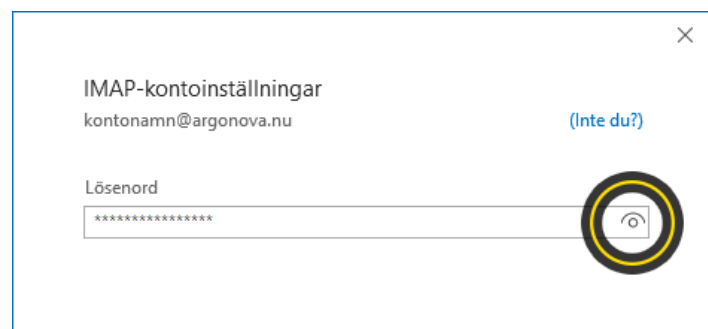 IMAP-kontoinställningar
kontonamn@argonova.nu (Inte du?)
Lösenord
****************